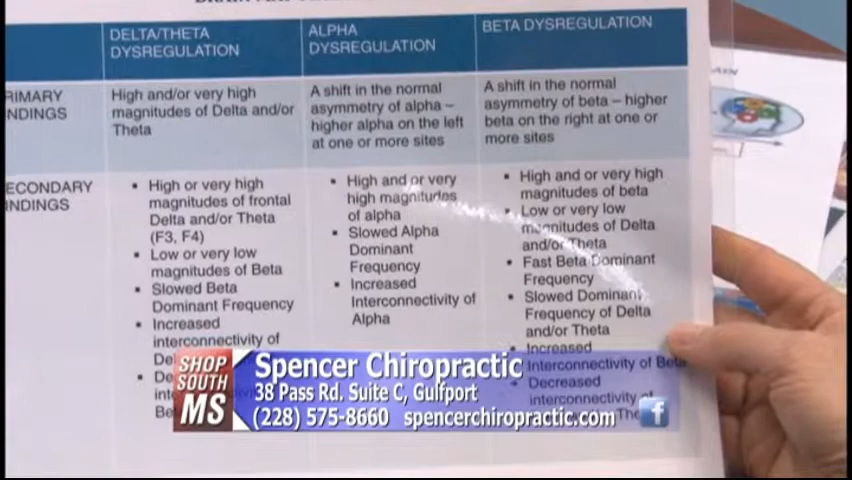 DELTA/THETA
DYSREGULATION
ALPHA
DYSREGULATION
BETA DYSREGULATION
RIMARY
NDINGS
High and/or very high
magnitudes of Delta and/or
Theta
A shift in the normal
asymmetry of alpha –
higher alpha on the left
at one or more sites
A shift in the normal
asymmetry of beta – higher
beta on the right at one or
more sites
ECONDARY
NDINGS
• High or very high
magnitudes of frontal
Delta and/or Theta
(F3, F4)
• Low or very low
magnitudes of Beta
• Slowed Beta
Dominant Frequency
• Increased
interconnectivity of
De
• De
• High and or very
high magnitudes
of alpha
• Slowed Alpha
Dominant
Frequency
• Increased
Interconnectivity of
Alpha
• High and or very high
magnitudes of beta
• Low or very low
magnitudes of Delta
and/or Theta
• Fast Beta Dominant
Frequency
• Slowed Dominant
Frequency of Delta
and/or Theta
• Increased
Interconnectivity of Beta
• Decreased
interconnectivity
SHOP
SOUTH
MS
Spencer Chiropractic
38 Pass Rd. Suite C, Gulfport
(228) 575-8660 spencerchiropractic.com
f